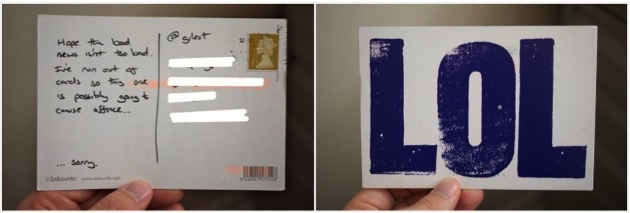 Hope the bad
news isn't too bad.
I've run out of
cards so this one
is possibly going to
cause offence...
... sorry.
@gilest
LOL